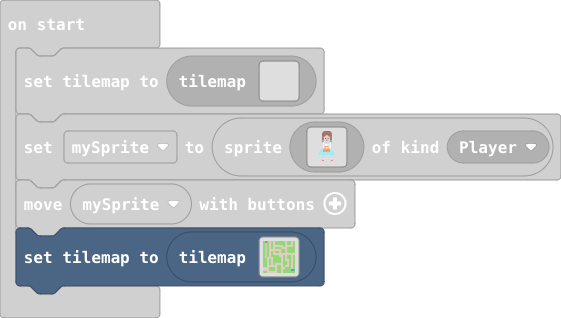 on start
set tilemap to tilemap
set mySprite to sprite of kind Player
move mySprite with buttons
set tilemap to tilemap